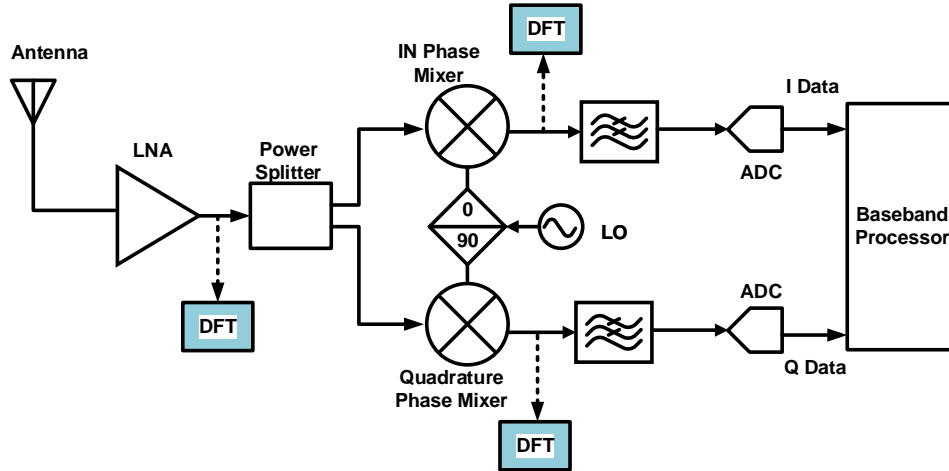 DFT
Antenna
IN Phase
Mixer
I Data
LNA
Power
Splitter
ADC
0
90
LO
Baseband
Processor
DFT
ADC
Quadrature
Phase Mixer
Q Data
DFT